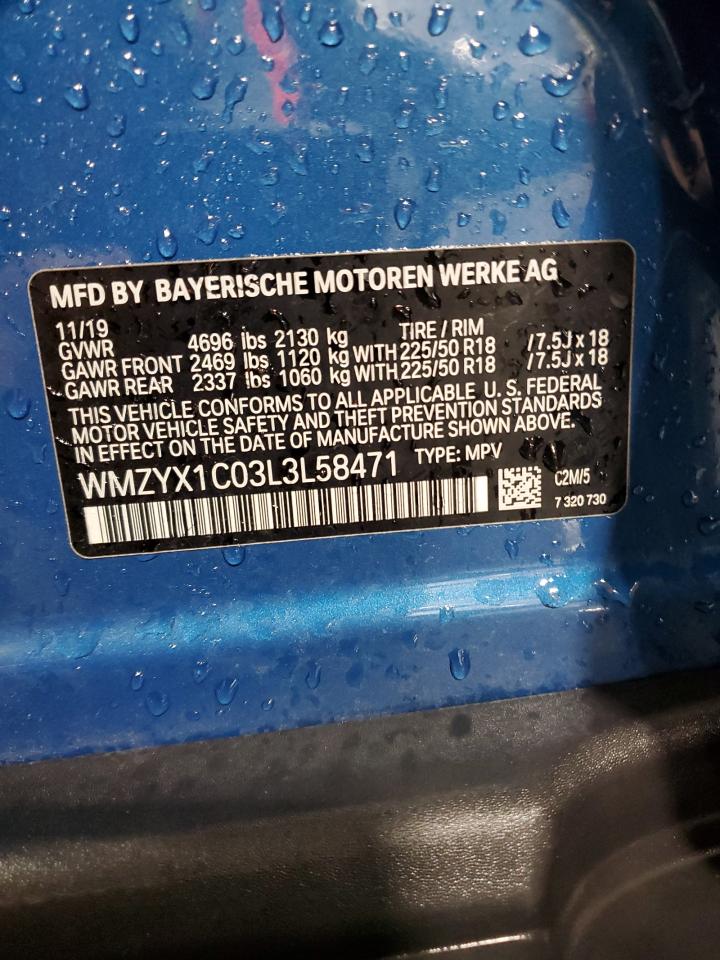 MFD BY BAYERISCHE MOTOREN WERKE AG
11/19 TIRE / RIM
GVWR 4696 lbs 2130 kg
GAWR FRONT 2469 lbs 1120 kg WITH 225/50 R18 /7.5J x 18
GAWR REAR 2337 lbs 1060 kg WITH 225/50 R18 /7.5J x 18
THIS VEHICLE CONFORMS TO ALL APPLICABLE U. S. FEDERAL
MOTOR VEHICLE SAFETY AND THEFT PREVENTION STANDARDS
IN EFFECT ON THE DATE OF MANUFACTURE SHOWN ABOVE.
WMZYX1C03L3L58471 TYPE: MPV
C2M/5
7 320 730